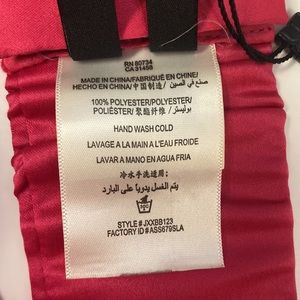 RN 80734
CA 31458
MADE IN CHINA/FABRIQUÉ EN CHINE/
HECHO EN CHINA/中国制造/ صنع في الصين
100% POLYESTER/POLYESTER/
POLIÉSTER/ 聚酯纤维/ بوليستر
HAND WASH COLD
LAVAGE A LA MAIN A L'EAU FROIDE
LAVAR A MANO EN AGUA FRIA
冷水手洗适用:
يتم الغسل يدوياً على البارد
STYLE # JXXBB123
FACTORY ID #ASS679SLA